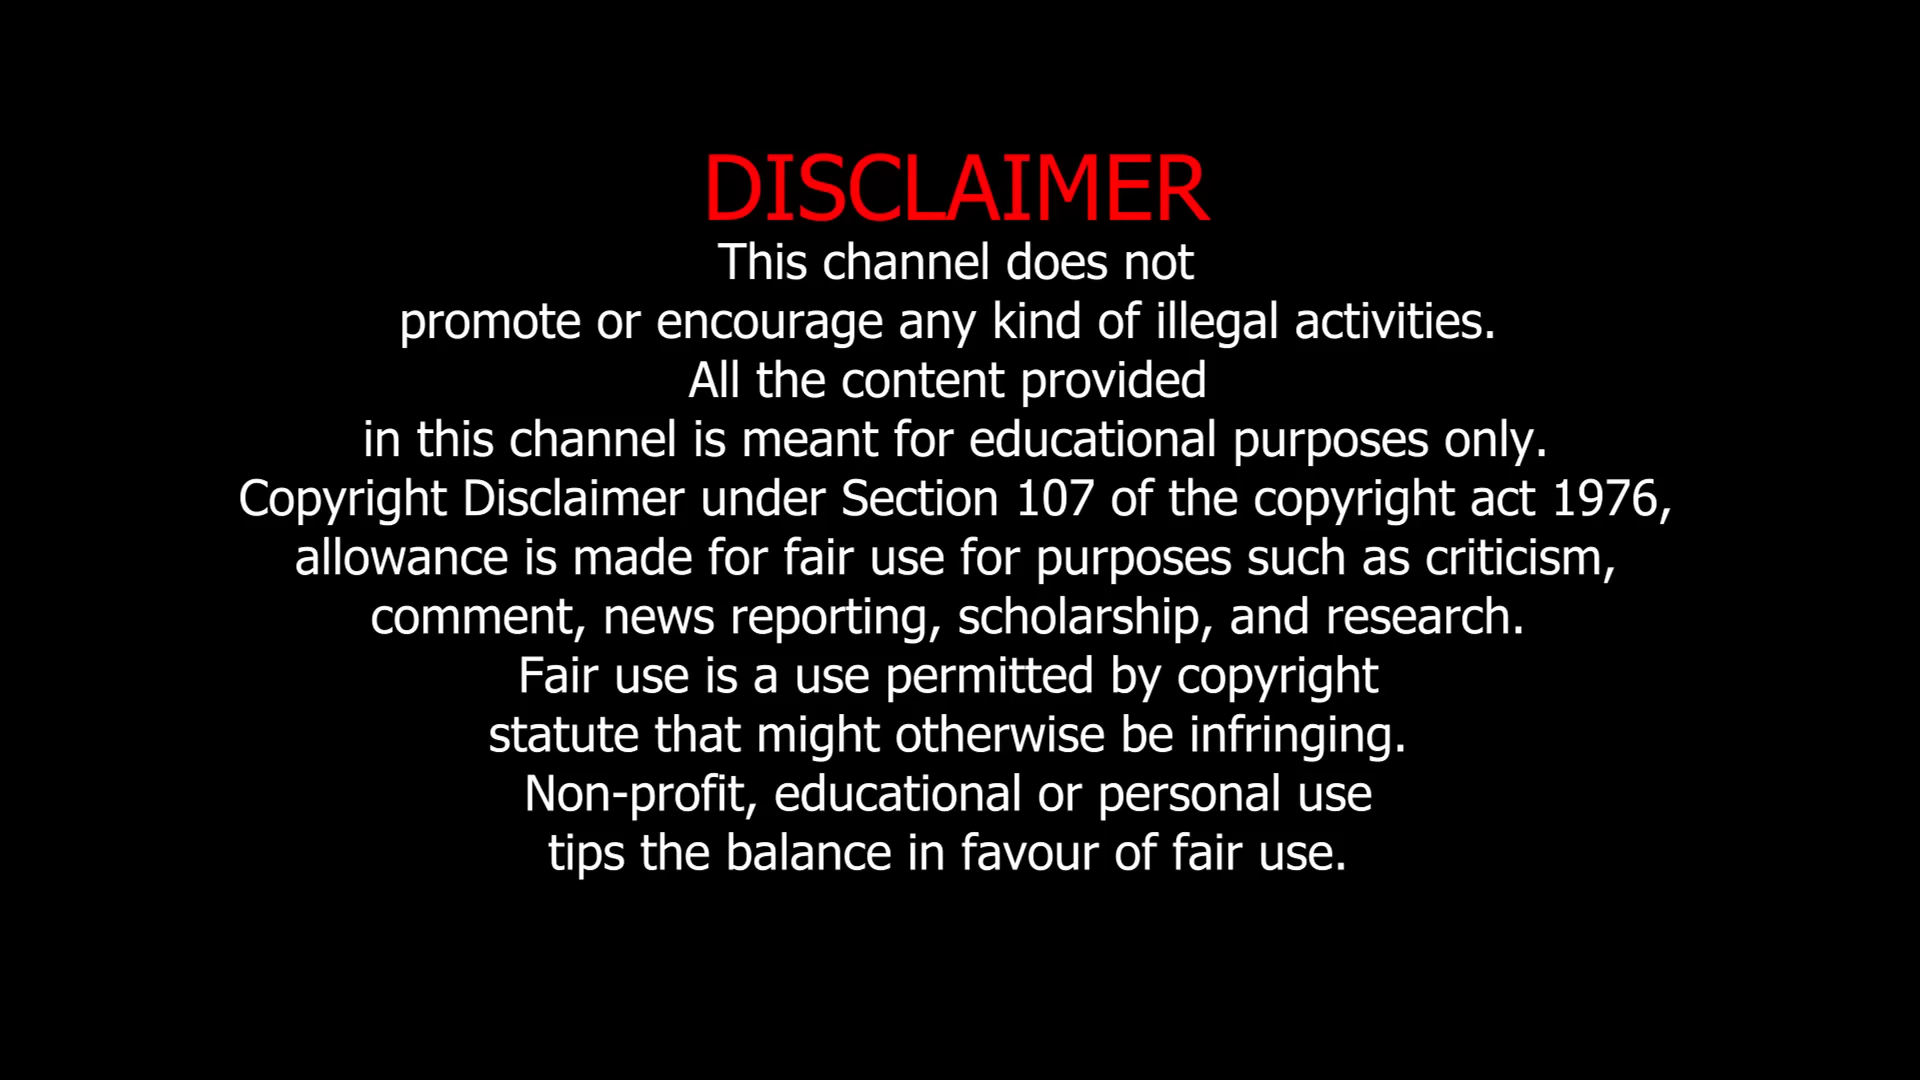 DISCLAIMER
This channel does not
promote or encourage any kind of illegal activities.
All the content provided
in this channel is meant for educational purposes only.
Copyright Disclaimer under Section 107 of the copyright act 1976,
allowance is made for fair use for purposes such as criticism,
comment, news reporting, scholarship, and research.
Fair use is a use permitted by copyright
statute that might otherwise be infringing.
Non-profit, educational or personal use
tips the balance in favour of fair use.